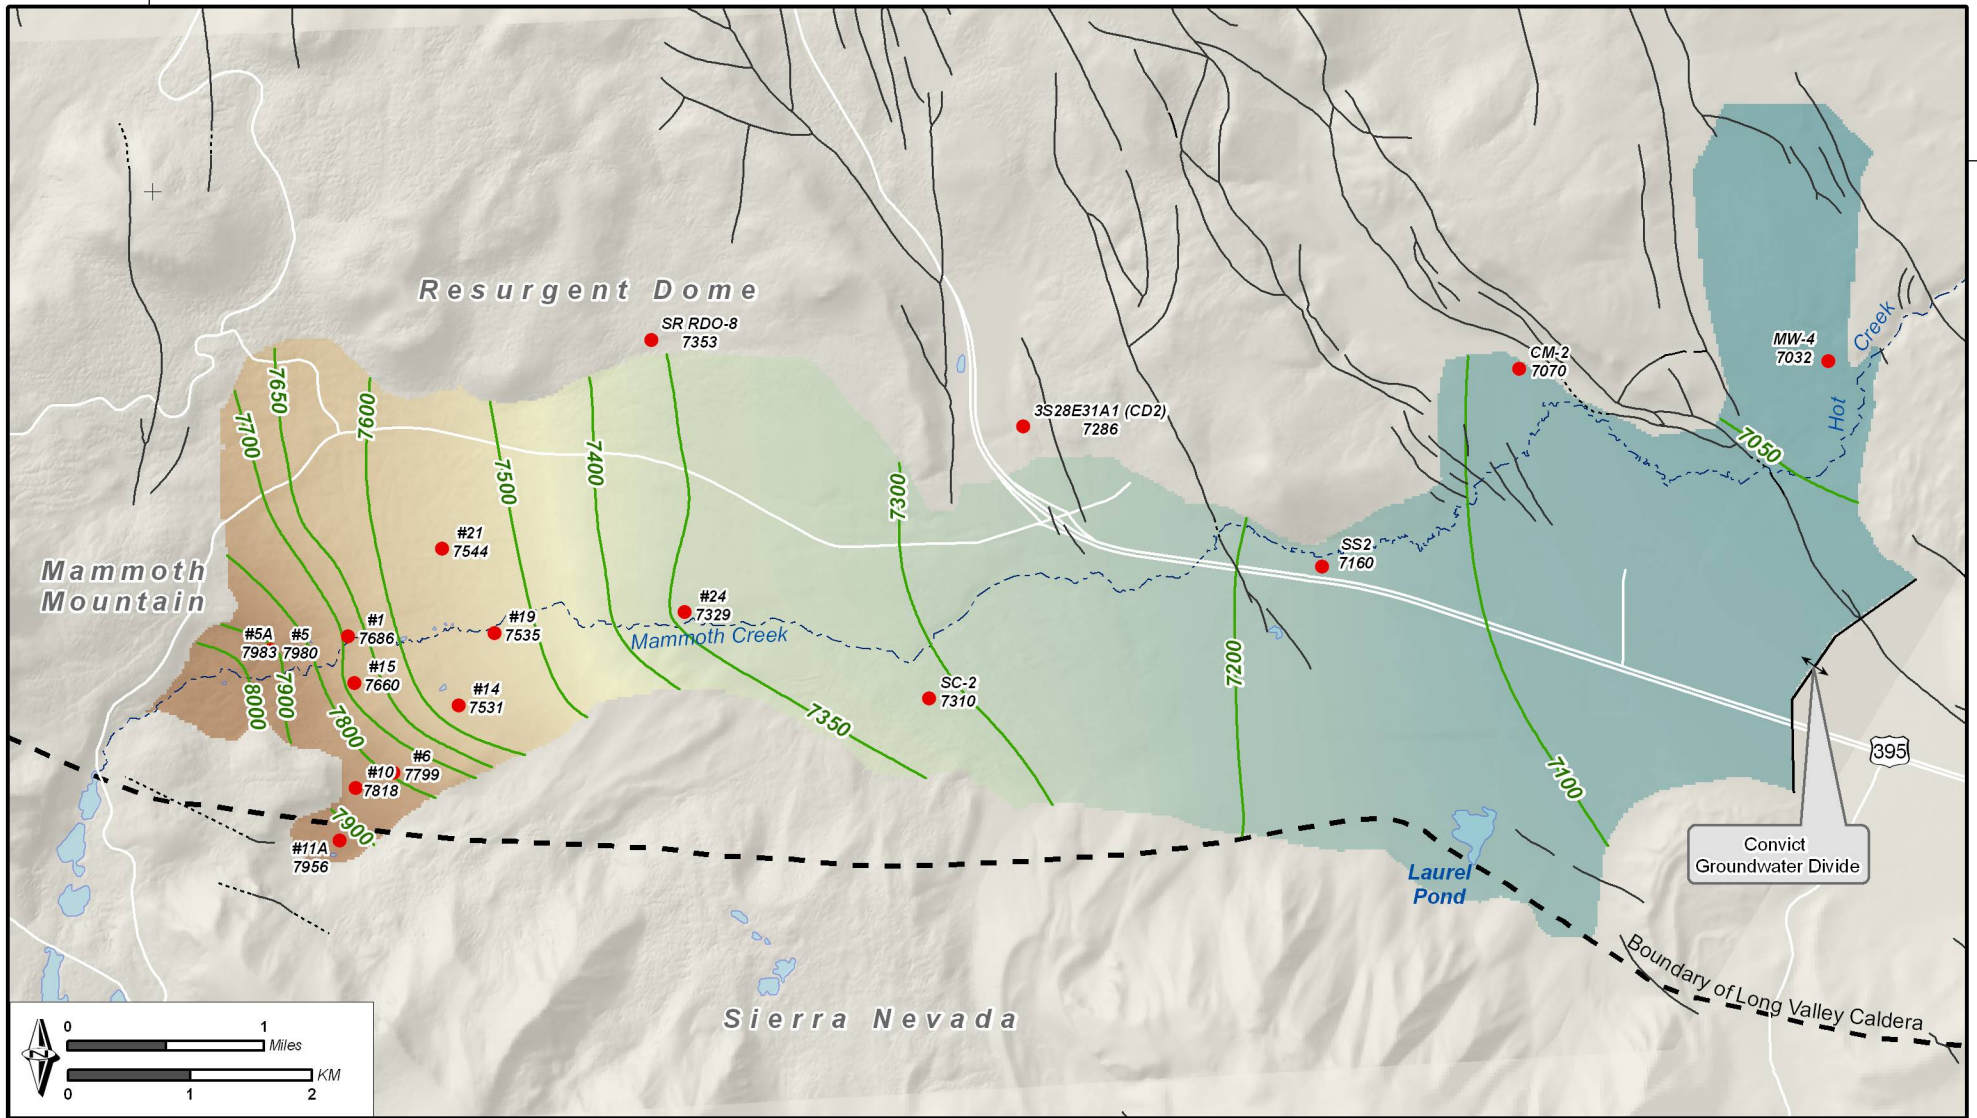 Resurgent Dome
SR RDO-8
7353
CM-2
7070
MW-4
7032
Hot
Creek
3S28E31A1 (CD2)
7286
7650
7700
7600
7500
7400
7300
7050
#21
7544
SS2
7160
Mammoth
Mountain
#24
7329
#19
7535
Mammoth Creek
#1
7686
#5A
7983
#5
7980
#15
7660
7200
#14
7531
SC-2
7310
8000
7900
7800
7350
#6
7799
#10
7818
7100
395
7900
#11A
7956
Convict
Groundwater Divide
Laurel
Pond
Boundary of Long Valley Caldera
Sierra Nevada
N
0 1
Miles
KM
0 1 2